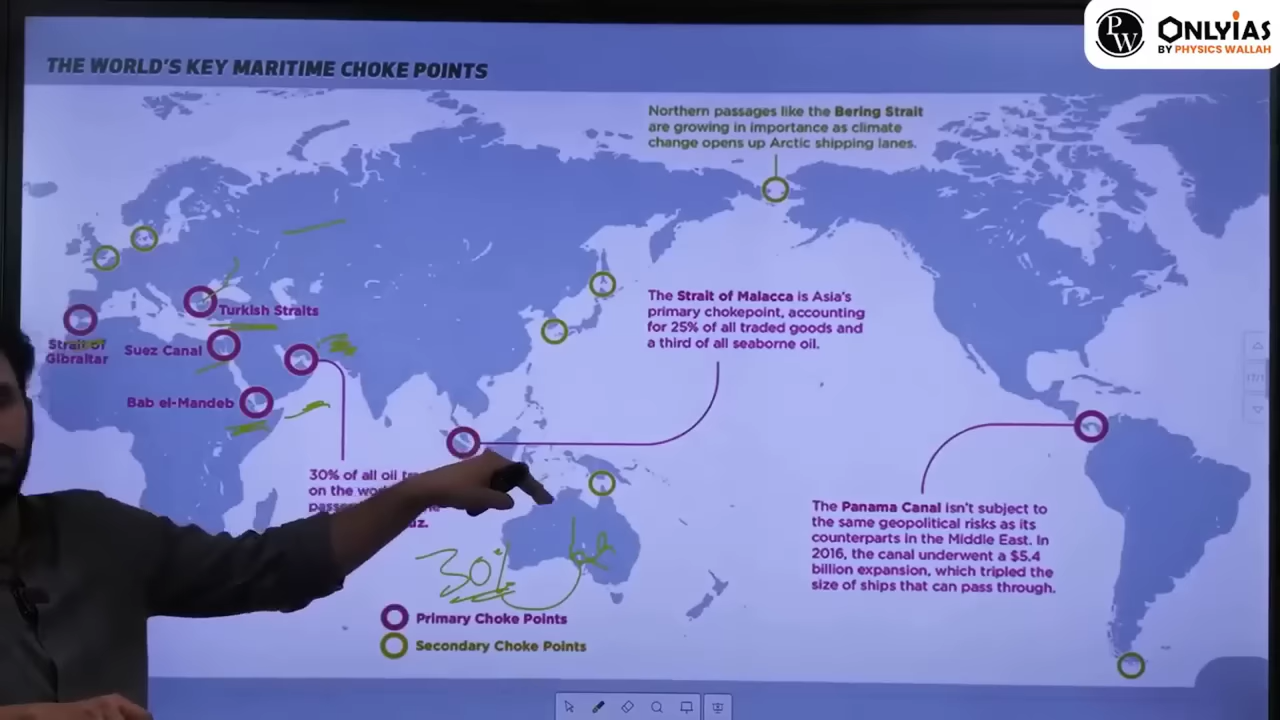 PW
ONLYIAS
BY PHYSICS WALLAH
THE WORLD'S KEY MARITIME CHOKE POINTS
Northern passages like the Bering Strait
are growing in importance as climate
change opens up Arctic shipping lanes.
Turkish Straits
Strait of
Gibraltar
Suez Canal
Bab el-Mandeb
The Strait of Malacca is Asia's
primary chokepoint, accounting
for 25% of all traded goods and
a third of all seaborne oil.
30% of all oil
on the
The Panama Canal isn't subject to
the same geopolitical risks as its
counterparts in the Middle East. In
2016, the canal underwent a $5.4
billion expansion, which tripled the
size of ships that can pass through.
30%
Primary Choke Points
Secondary Choke Points